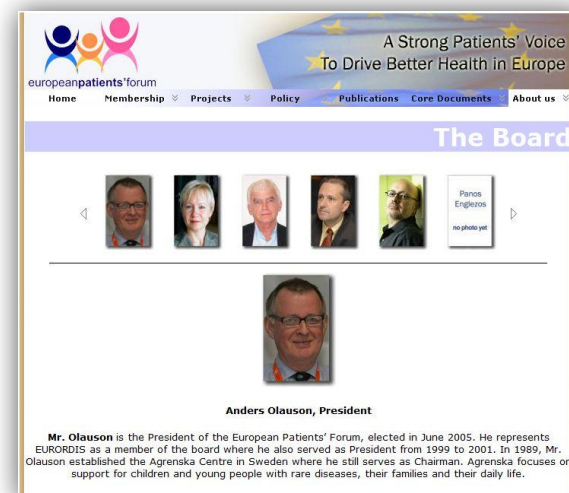 A Strong Patients' Voice
To Drive Better Health in Europe
europeanpatients'forum
Home Membership Projects Policy Publications Core Documents About us
The Board
Panos
Englezos
no photo yet
Anders Olauson, President
Mr. Olauson is the President of the European Patients' Forum, elected in June 2005. He represents
EURORDIS as a member of the board where he also served as President from 1999 to 2001. In 1989, Mr.
Olauson established the Agrenska Centre in Sweden where he still serves as Chairman. Agrenska focuses on
support for children and young people with rare diseases, their families and their daily life.